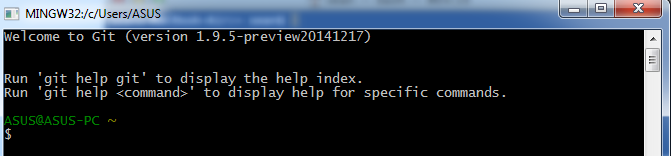 MINGW32:/c/Users/ASUS
Welcome to Git (version 1.9.5-preview20141217)
Run 'git help git' to display the help index.
Run 'git help <command>' to display help for specific commands.
ASUS@ASUS-PC ~
$